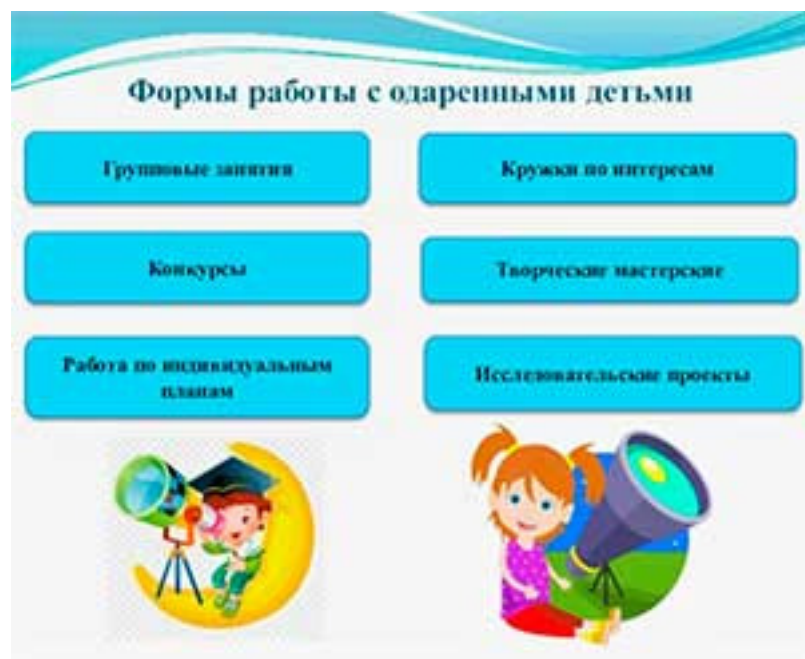 Формы работы с одаренными детьми
Групповые занятия
Кружки по интересам
Конкурсы
Творческие мастерские
Работа по индивидуальным
планам
Исследовательские проекты